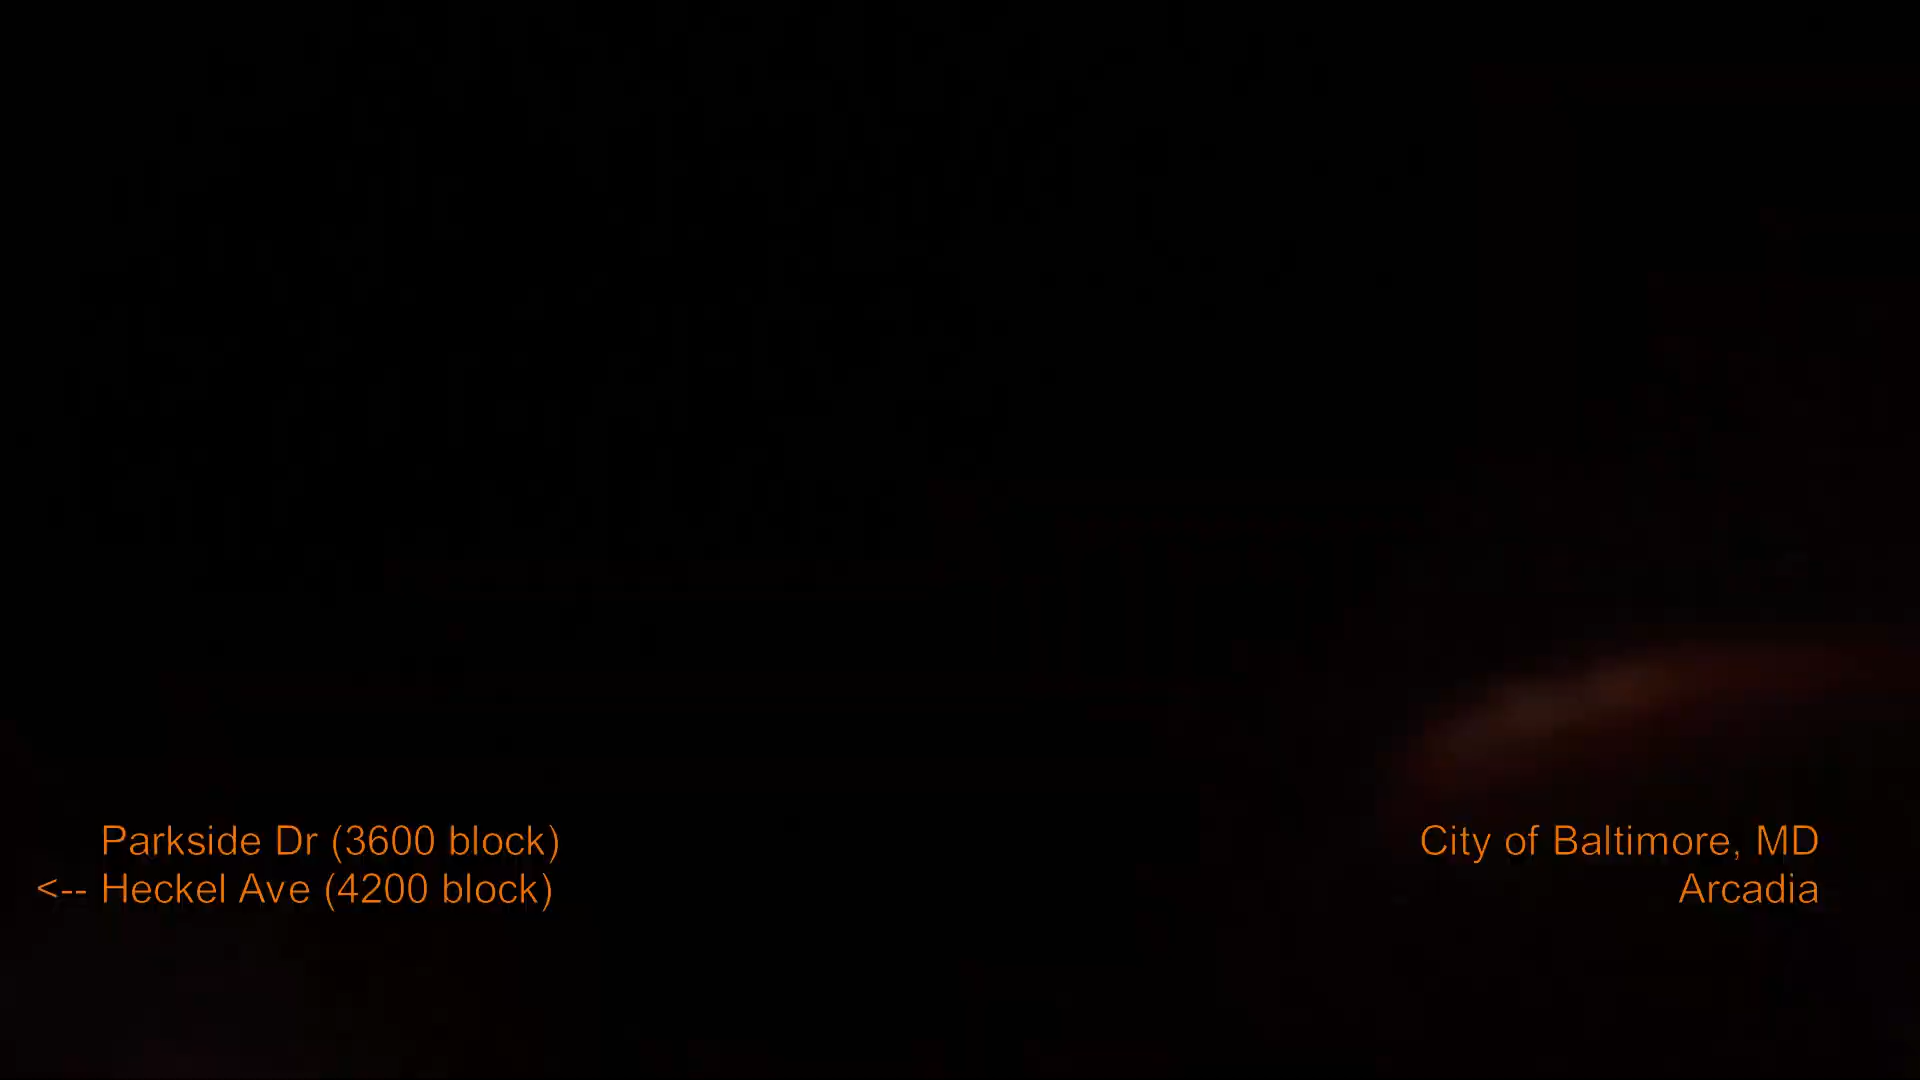 Parkside Dr (3600 block)
<-- Heckel Ave (4200 block)
City of Baltimore, MD
Arcadia